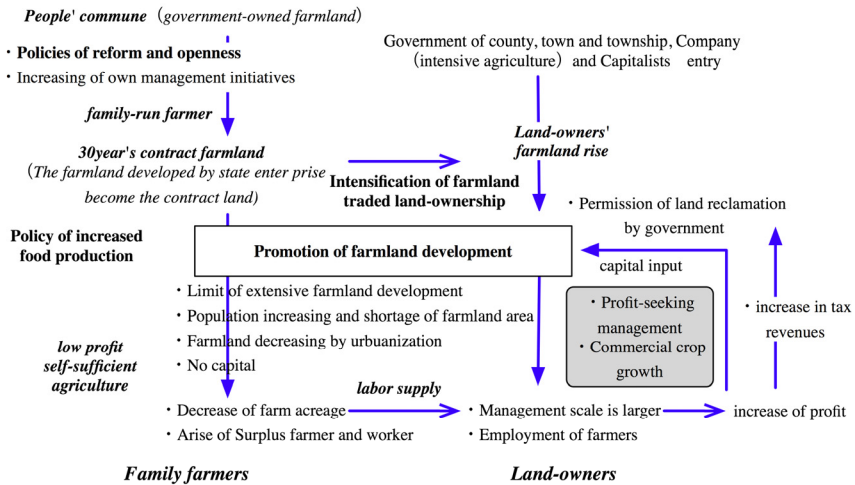 People' commune (government-owned farmland)
・Policies of reform and openness
・Increasing of own management initiatives
Government of county, town and township, Company
(intensive agriculture) and Capitalists entry
family-run farmer
Land-owners'
farmland rise
30year's contract farmland
(The farmland developed by state enter prise
become the contract land)
Intensification of farmland
traded land-ownership
・Permission of land reclamation
by government
Policy of increased
food production
Promotion of farmland development
capital input
・Limit of extensive farmland development
・Population increasing and shortage of farmland area
・Farmland decreasing by urbuanization
・No capital
・Profit-seeking
management
・Commercial crop
growth
・increase in tax
revenues
low profit
self-sufficient
agriculture
labor supply
・Decrease of farm acreage
・Arise of Surplus farmer and worker
・Management scale is larger
・Employment of farmers
increase of profit
Family farmers
Land-owners